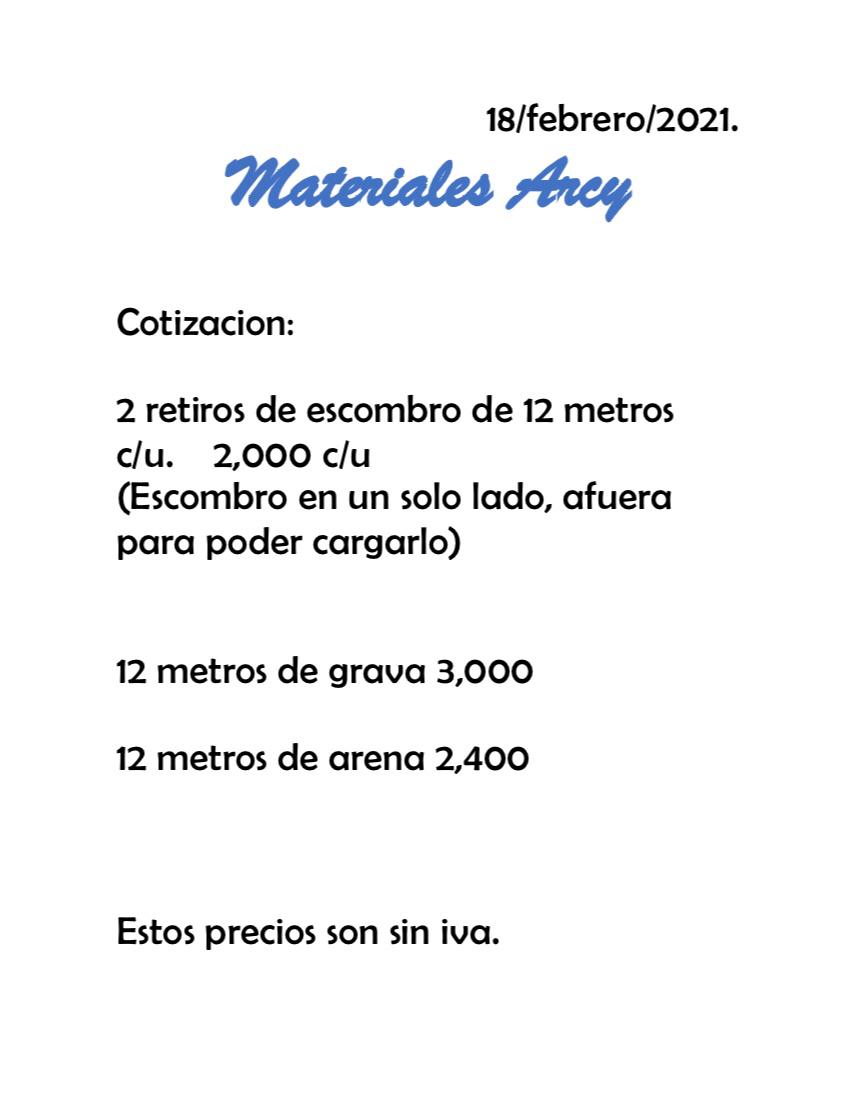 18/febrero/2021.
Materiales Arcy
Cotizacion:
2 retiros de escombro de 12 metros
c/u. 2,000 c/u
(Escombro en un solo lado, afuera
para poder cargarlo)
12 metros de grava 3,000
12 metros de arena 2,400
Estos precios son sin iva.